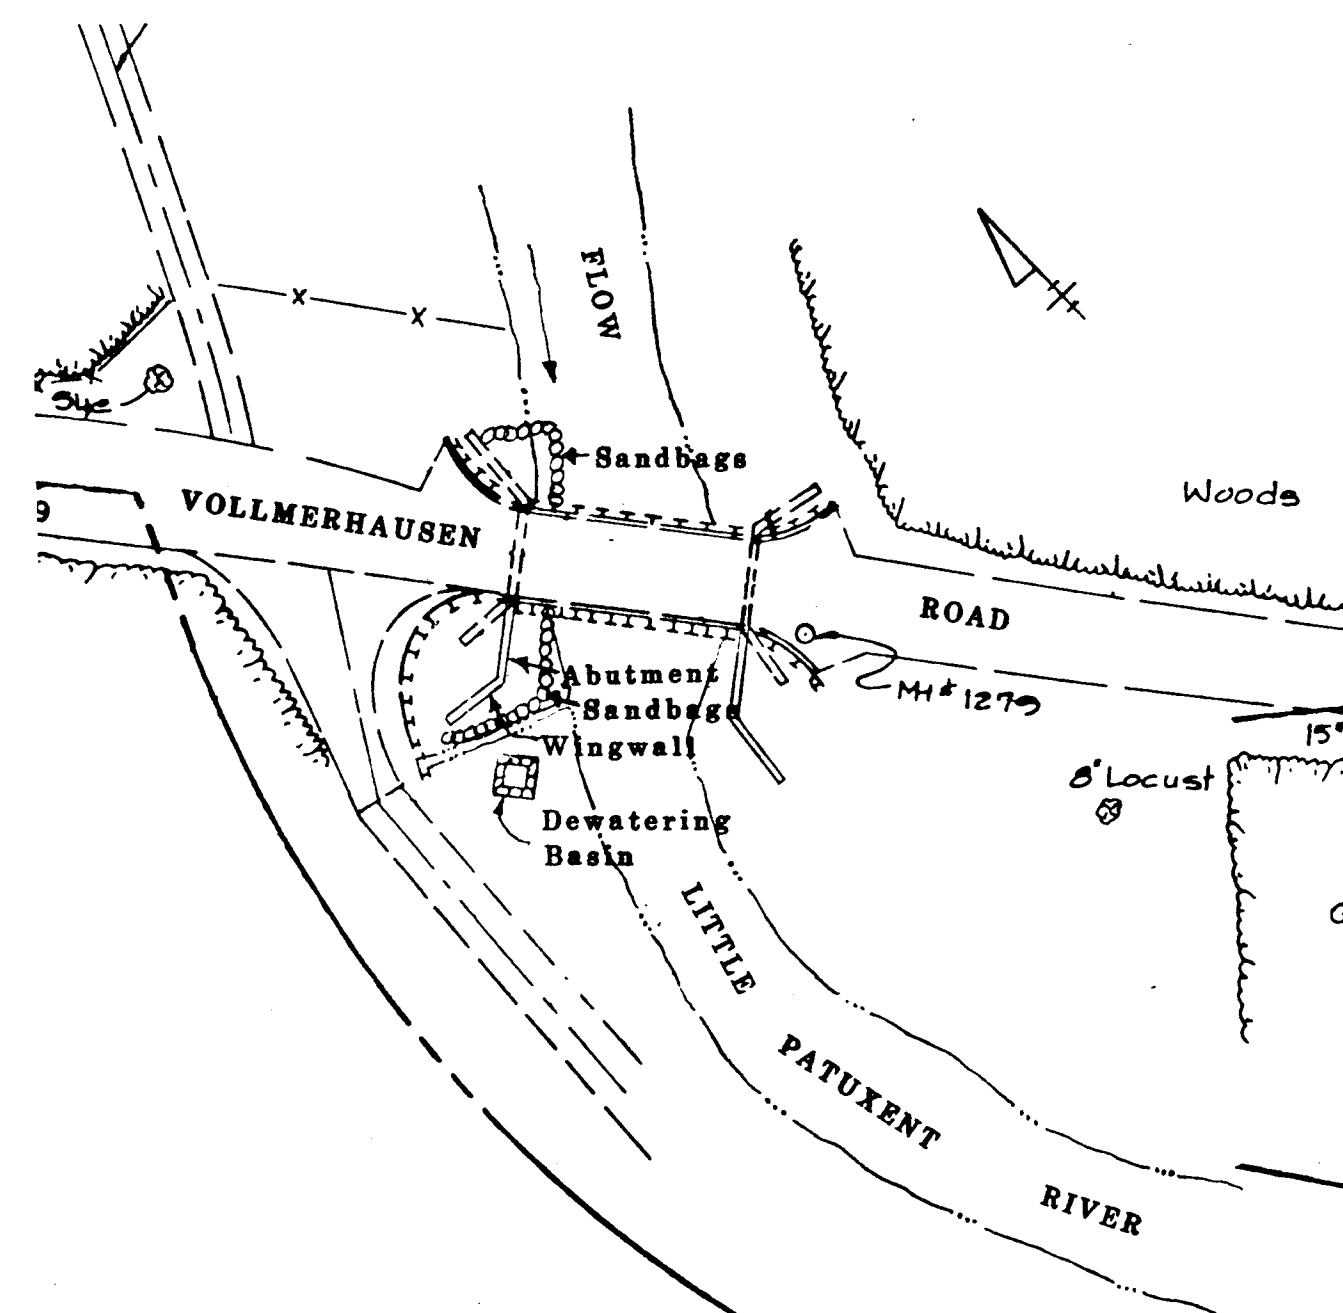 FLOW
Sye
Sandbags
Woods
9
VOLLMERHAUSEN
ROAD
Abutment
MH# 1279
Sandbags
15"
Wingwall
8" Locust
Dewatering
Basin
LITTLE
PATUXENT
RIVER